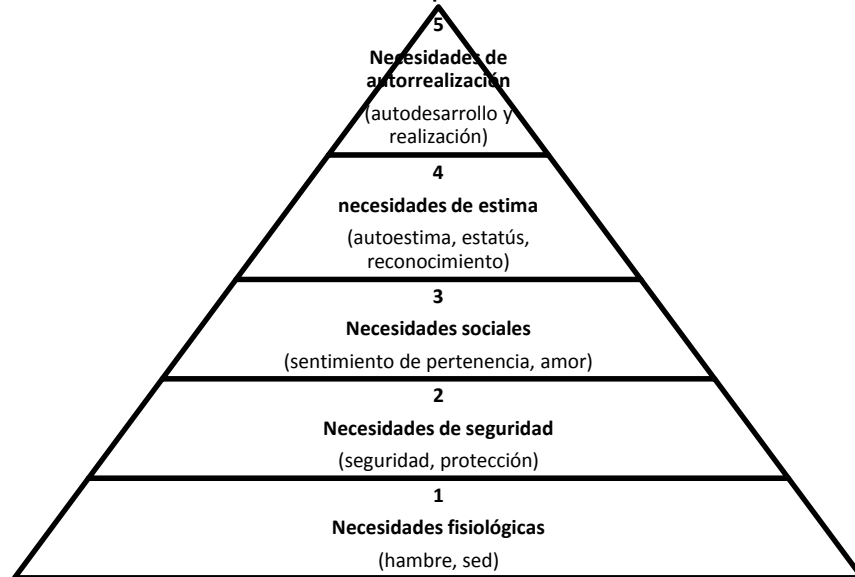 5
Necesidades de
autorrealización
(autodesarrollo y
realización)
4
necesidades de estima
(autoestima, estatús,
reconocimiento)
3
Necesidades sociales
(sentimiento de pertenencia, amor)
2
Necesidades de seguridad
(seguridad, protección)
1
Necesidades fisiológicas
(hambre, sed)